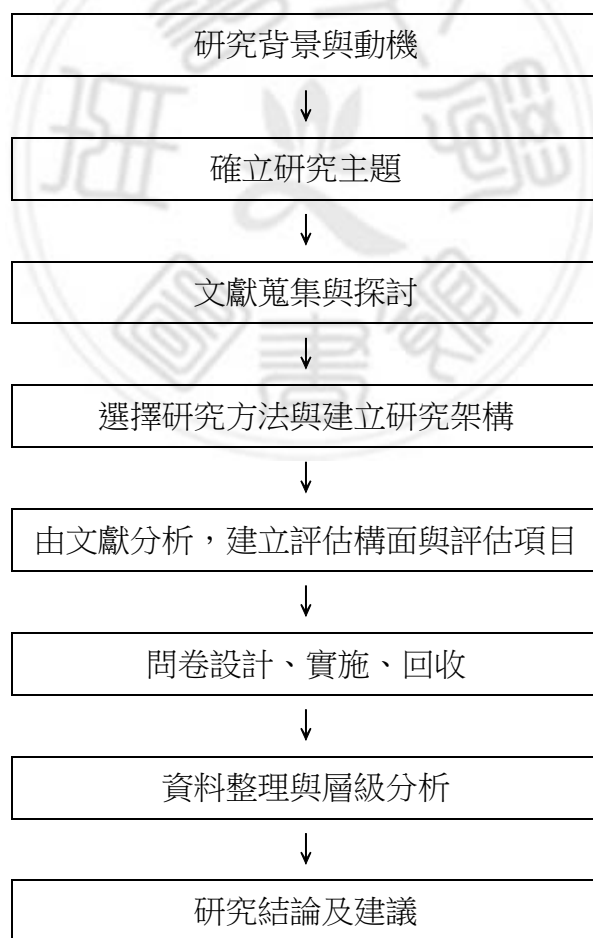 研究背景與動機
確立研究主題
文獻蒐集與探討
選擇研究方法與建立研究架構
由文獻分析，建立評估構面與評估項目
問卷設計、實施、回收
資料整理與層級分析
研究結論及建議